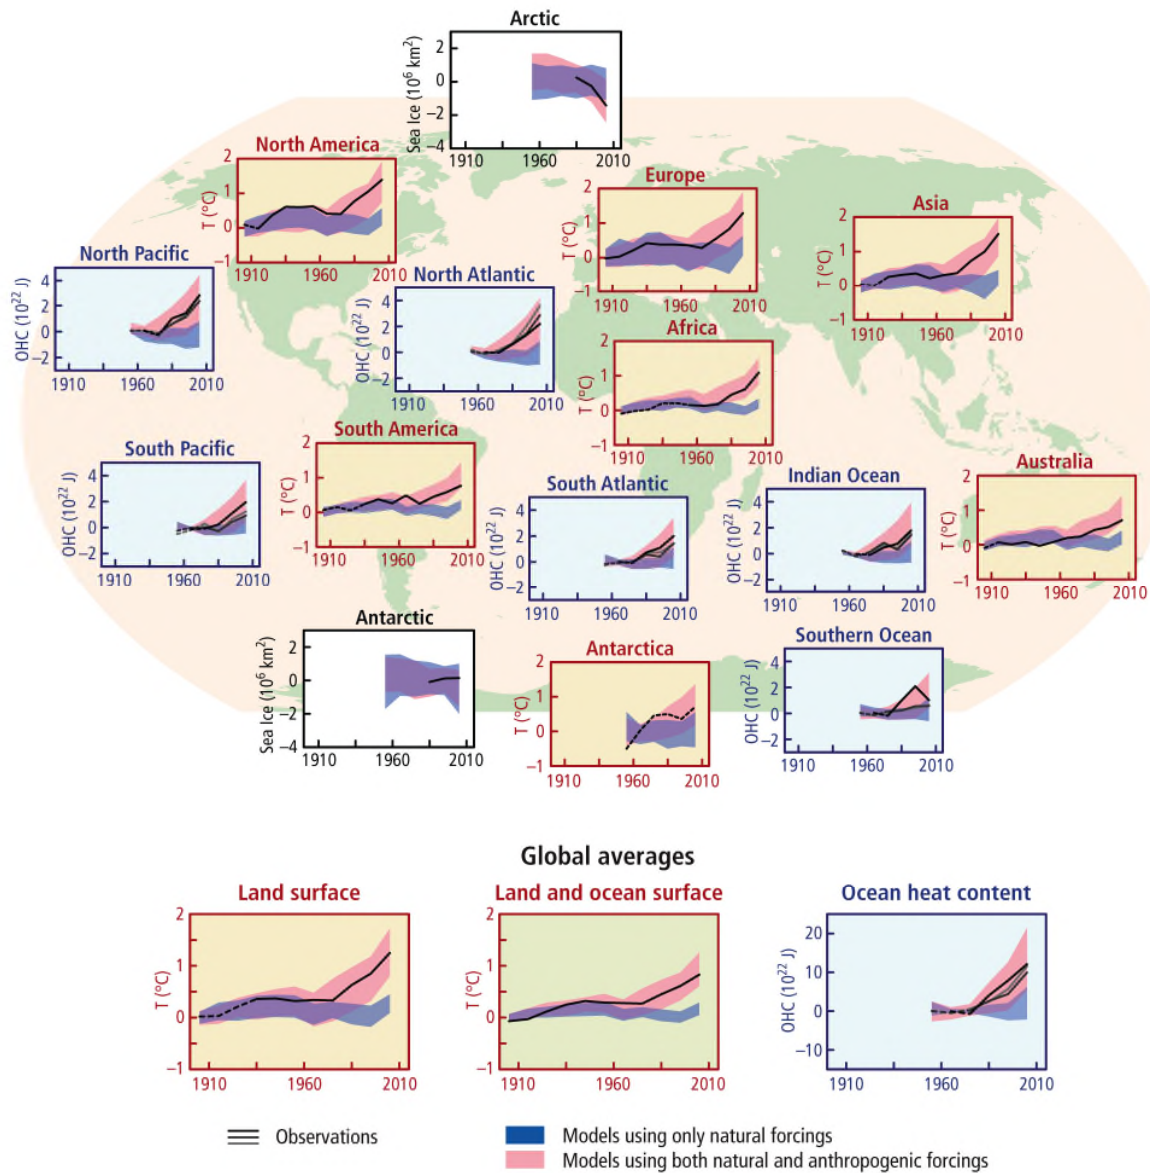 Arctic
Sea Ice (10⁶ km²)
2
0
−2
−4
1910 1960 2010
North America
T (°C)
2
1
0
−1
1910 1960 2010
Europe
T (°C)
2
1
0
−1
1910 1960 2010
Asia
T (°C)
2
1
0
−1
1910 1960 2010
North Pacific
OHC (10²² J)
4
2
0
−2
1910 1960 2010
North Atlantic
OHC (10²² J)
4
2
0
−2
1910 1960 2010
Africa
T (°C)
2
1
0
−1
1910 1960 2010
South Pacific
OHC (10²² J)
4
2
0
−2
1910 1960 2010
South America
T (°C)
2
1
0
−1
1910 1960 2010
South Atlantic
OHC (10²² J)
4
2
0
−2
1910 1960 2010
Indian Ocean
OHC (10²² J)
4
2
0
−2
1910 1960 2010
Australia
T (°C)
2
1
0
−1
1910 1960 2010
Antarctic
Sea Ice (10⁶ km²)
2
0
−2
−4
1910 1960 2010
Antarctica
T (°C)
2
1
0
−1
1910 1960 2010
Southern Ocean
OHC (10²² J)
4
2
0
−2
1910 1960 2010
Global averages
Land surface
T (°C)
2
1
0
−1
1910 1960 2010
Land and ocean surface
T (°C)
2
1
0
−1
1910 1960 2010
Ocean heat content
OHC (10²² J)
20
10
0
−10
1910 1960 2010
Observations
Models using only natural forcings
Models using both natural and anthropogenic forcings